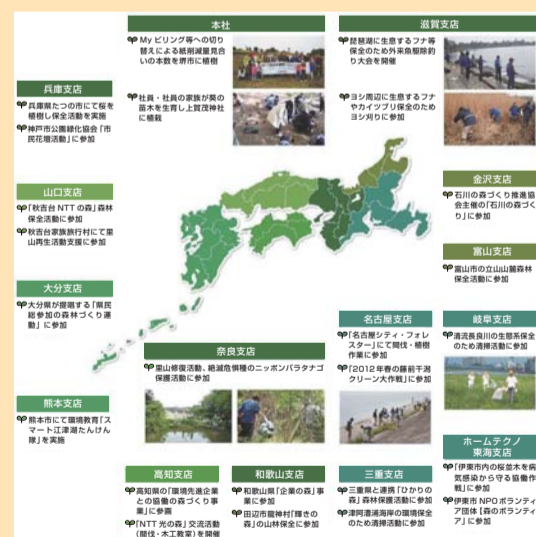 本社
Myビリング等への切り
替えによる紙削減量見合
いの本数を堺市に植樹
社員・社員の家族が葵の
苗木を生育し上賀茂神社
に植栽
滋賀支店
琵琶湖に生息するフナ等
保全のため外来魚駆除釣
り大会を開催
ヨシ周辺に生息するフナ
やカイツブリ保全のため
ヨシ刈りに参加
兵庫支店
兵庫県たつの市にて桜を
植樹し保全活動を実施
神戸市公園緑化協会「市
民花壇活動」に参加
山口支店
「秋吉台NTTの森」森林
保全活動に参加
秋吉台家族旅行村にて里
山再生活動支援に参加
大分支店
大分県が提唱する「県民
総参加の森林づくり運
動」に参加
熊本支店
熊本市にて環境教育「ス
マート江津湖たんけん
隊」を実施
金沢支店
石川の森づくり推進協
会主催の「石川の森づく
り」に参加
富山支店
富山市の立山山麓森林
保全活動に参加
岐阜支店
清流長良川の生態系保全
のため清掃活動に参加
名古屋支店
「名古屋シティ・フォレ
スター」にて間伐・植樹
作業に参加
「2012年春の藤前干潟
クリーン大作戦」に参加
奈良支店
里山修復活動、絶滅危惧種のニッポンバラタナゴ
保護活動に参加
ホームテクノ
東海支店
「伊東市内の桜並木を病
気感染から守る協働作
戦」に参加
伊東市NPOボランティ
ア団体「森のボランティ
ア」に参加
高知支店
高知県の「環境先進企業
との協働の森づくり事
業」に参画
「NTT光の森」交流活動
(間伐・木工教室)を開催
和歌山支店
和歌山県「企業の森」事
業に参加
田辺市龍神村「輝きの
森」の山林保全に参加
三重支店
三重県と連携「ひかりの
森」森林保護活動に参加
津阿漕浦海岸の環境保全
のため清掃活動に参加